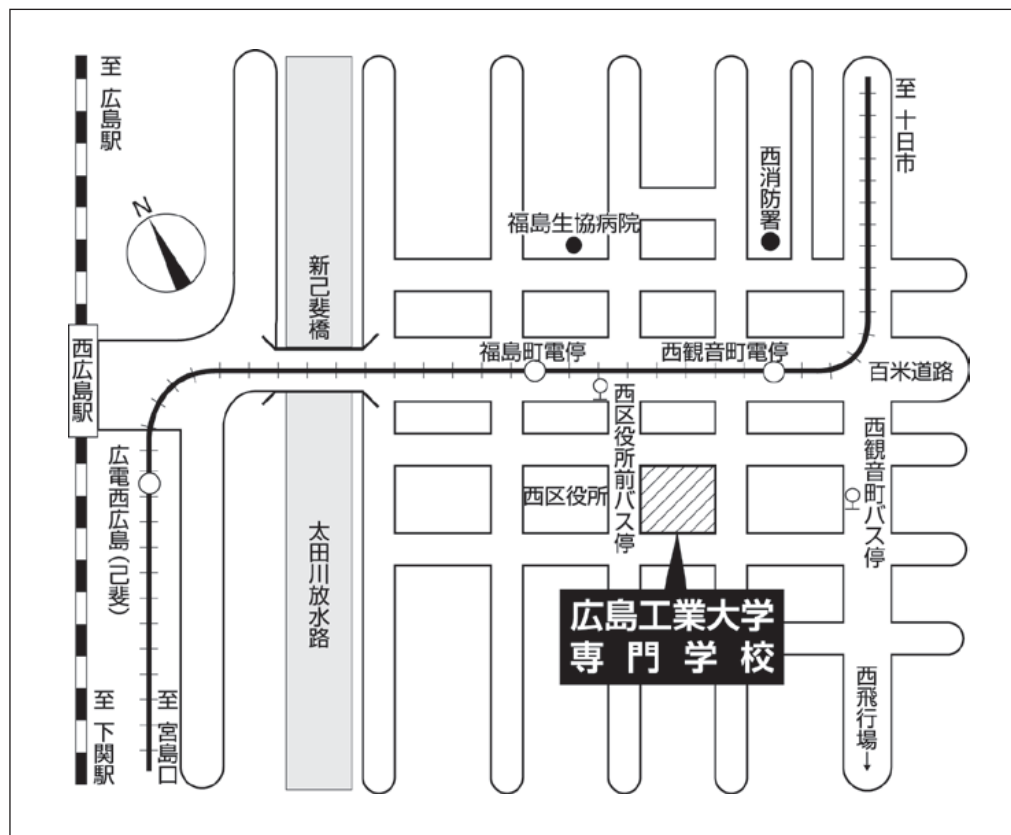 至 広島駅
N
西広島駅
広電西広島(己斐)
至 下関駅
至 宮島口
新己斐橋
太田川放水路
福島生協病院
西消防署
至 十日市
福島町電停
西観音町電停
百米道路
西区役所前バス停
西区役所
西観音町バス停
広島工業大学
専門学校
西飛行場